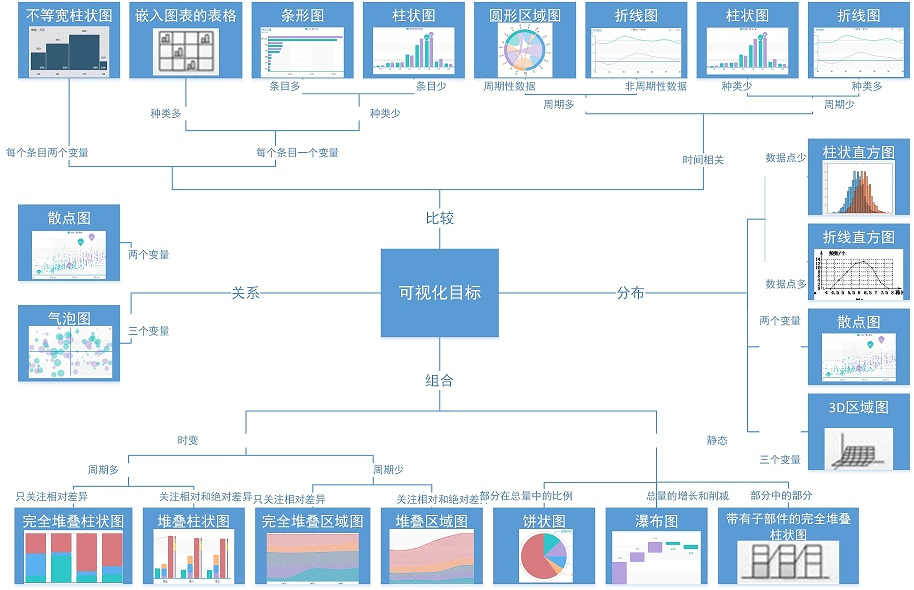 不等宽柱状图
嵌入图表的表格
条形图
柱状图
圆形区域图
折线图
柱状图
折线图
条目多
条目少
周期性数据
非周期性数据
种类少
种类多
周期多
周期少
种类多
种类少
每个条目两个变量
每个条目一个变量
时间相关
数据点少
柱状直方图
比较
散点图
两个变量
折线直方图
数据点多
关系
可视化目标
分布
气泡图
三个变量
两个变量
散点图
组合
3D区域图
时变
静态
三个变量
周期多
周期少
只关注相对差异
关注相对和绝对差异
只关注相对差异
关注相对和绝对差异
部分在总量中的比例
总量的增长和削减
部分中的部分
完全堆叠柱状图
堆叠柱状图
完全堆叠区域图
堆叠区域图
饼状图
瀑布图
带有子部件的完全堆叠
柱状图